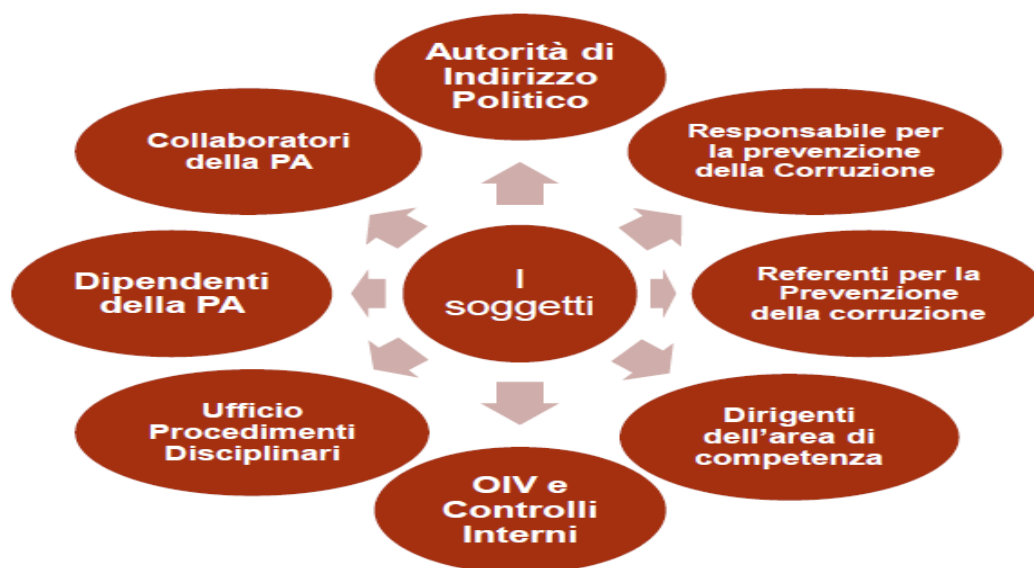 Autorità di
Indirizzo
Politico
Responsabile per
la prevenzione
della Corruzione
Referenti per la
Prevenzione
della corruzione
Dirigenti
dell'area di
competenza
OIV e
Controlli
Interni
Ufficio
Procedimenti
Disciplinari
Dipendenti
della PA
Collaboratori
della PA
I
soggetti